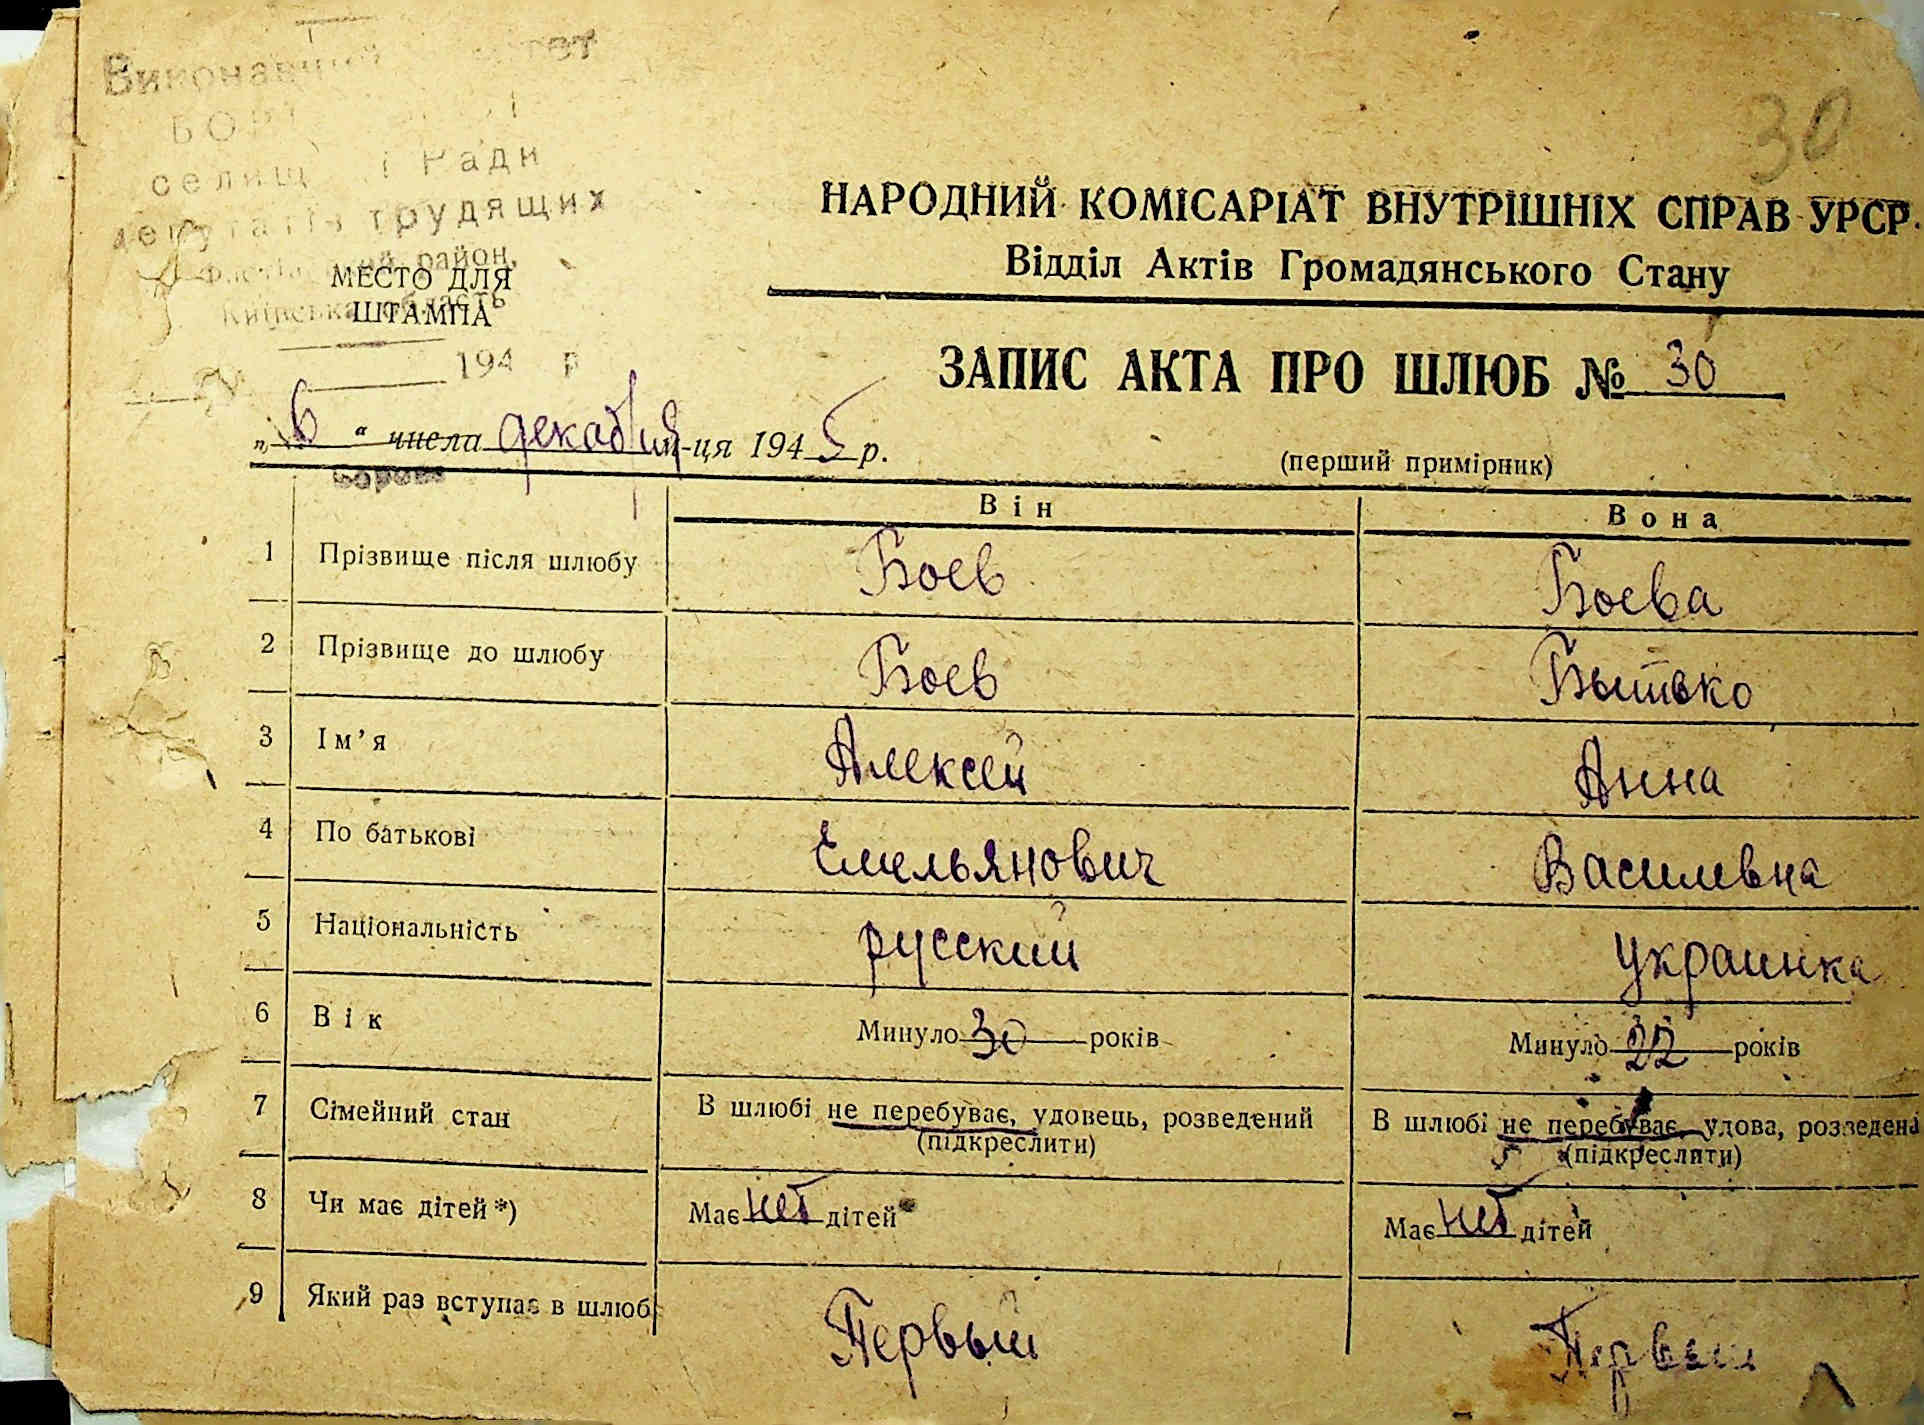 30
селищ і Ради
депутатів трудящих
район,
Київська область
МЕСТО ДЛЯ
ШТАМПА
194 р
НАРОДНИЙ КОМІСАРІАТ ВНУТРІШНІХ СПРАВ УРСР.
Відділ Актів Громадянського Стану
ЗАПИС АКТА ПРО ШЛЮБ № 30
„ 6 “ числа декабря м-ця 1945 р.
(перший примірник)
Він Вона
1 Прізвище після шлюбу Боев Боева
2 Прізвище до шлюбу Боев Бытько
3 Ім’я Алексей Анна
4 По батькові Емельянович Василевна
5 Національність русский украинка
6 Вік Минуло 30 років Минуло 22 років
7 Сімейний стан В шлюбі не перебуває, удовець, розведений В шлюбі не перебуває, удова, розведена
(підкреслити) (підкреслити)
8 Чи має дітей*) Має нет дітей Має нет дітей
9 Який раз вступає в шлюб Первый Первый